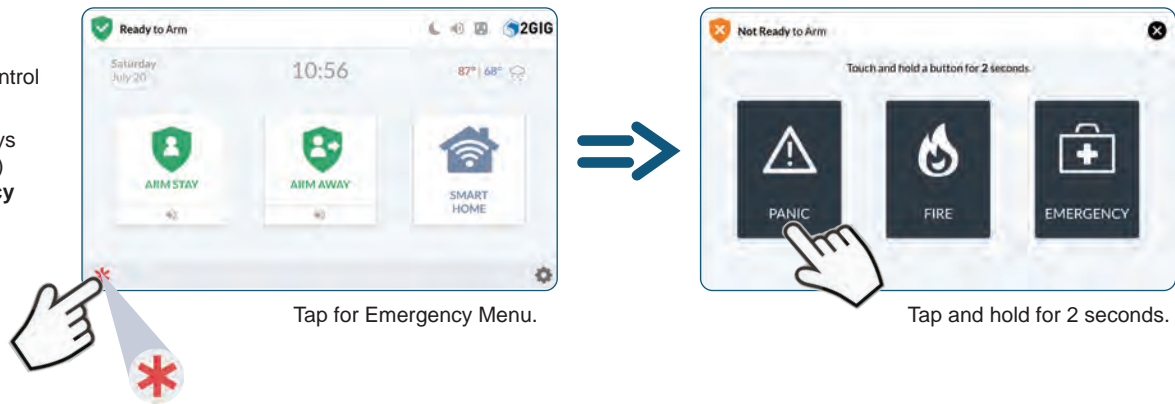 ntrol
ys
)
cy
Ready to Arm
2GIG
Saturday
July 20
10:56
87° | 68°
ARM STAY
ARM AWAY
SMART
HOME
Tap for Emergency Menu.
Not Ready to Arm
Touch and hold a button for 2 seconds.
PANIC
FIRE
EMERGENCY
Tap and hold for 2 seconds.